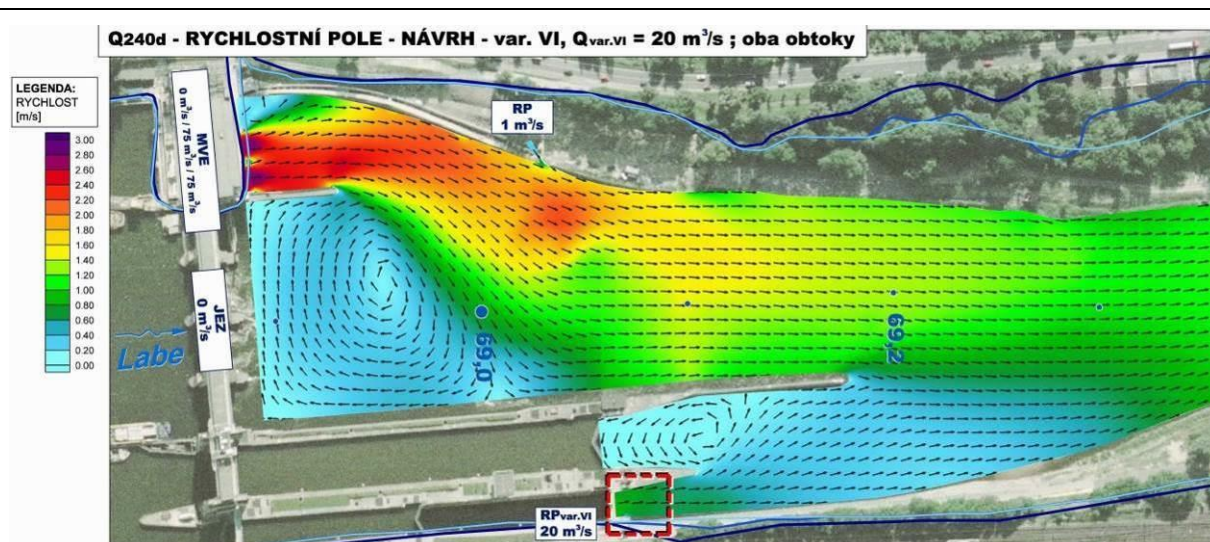 Q240d - RYCHLOSTNÍ POLE - NÁVRH - var. VI, Qvar.VI = 20 m³/s ; oba obtoky
LEGENDA:
RYCHLOST
[m/s]
3.00
2.80
2.60
2.40
2.20
2.00
1.80
1.60
1.40
1.20
1.00
0.80
0.60
0.40
0.20
0.00
MVE
0 m³/s / 75 m³/s / 75 m³/s
RP
1 m³/s
JEZ
0 m³/s
Labe
69,0
69,2
RPvar.VI
20 m³/s